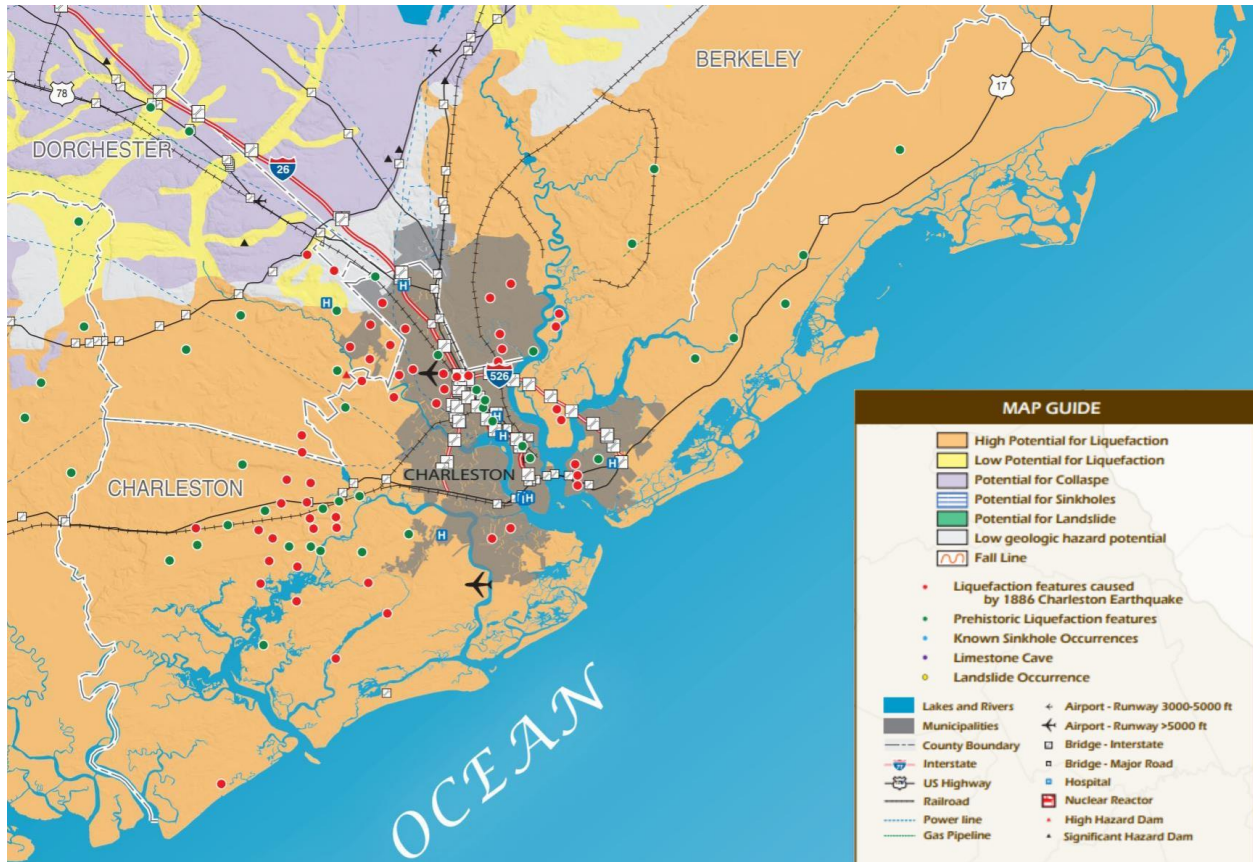 BERKELEY
17
78
DORCHESTER
26
H
H
526
H
H
H
CHARLESTON
CHARLESTON
H
H
OCEAN
MAP GUIDE
High Potential for Liquefaction
Low Potential for Liquefaction
Potential for Collaspe
Potential for Sinkholes
Potential for Landslide
Low geologic hazard potential
Fall Line
Liquefaction features caused
by 1886 Charleston Earthquake
Prehistoric Liquefaction features
Known Sinkhole Occurrences
Limestone Cave
Landslide Occurrence
Lakes and Rivers
Municipalities
County Boundary
Interstate
US Highway
Railroad
Power line
Gas Pipeline
Airport - Runway 3000-5000 ft
Airport - Runway >5000 ft
Bridge - Interstate
Bridge - Major Road
Hospital
Nuclear Reactor
High Hazard Dam
Significant Hazard Dam